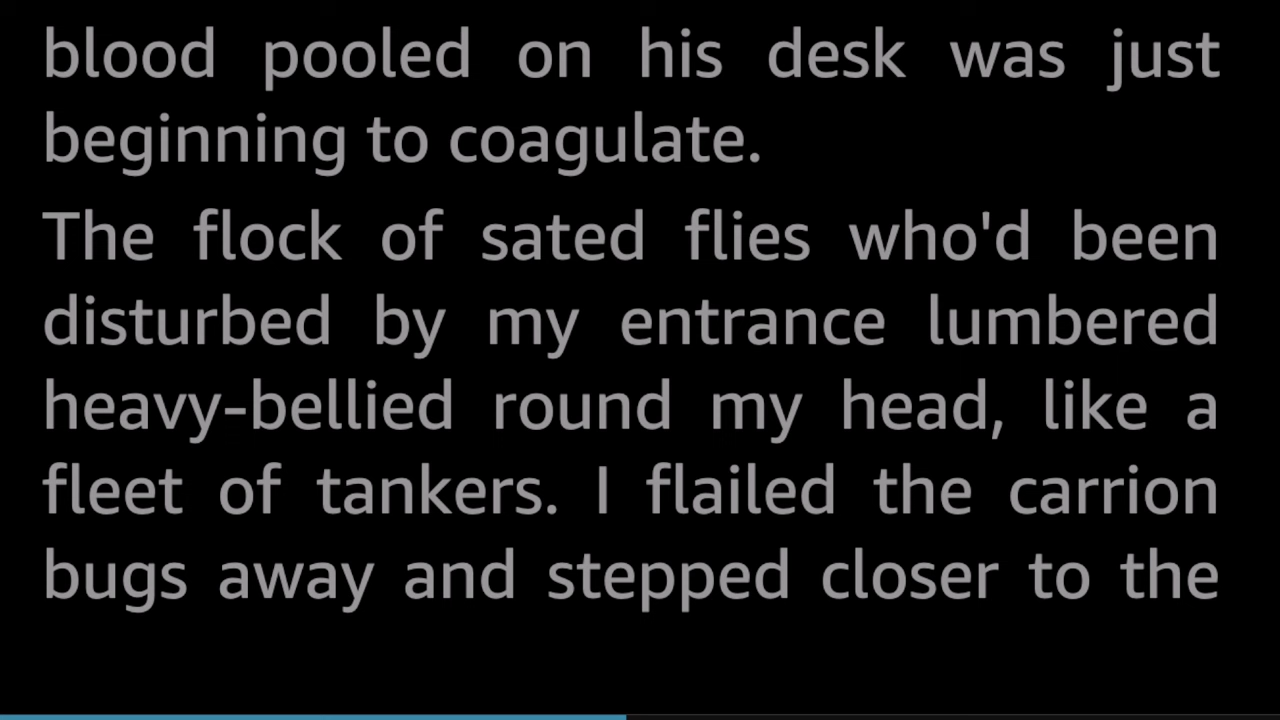 blood pooled on his desk was just
beginning to coagulate.
The flock of sated flies who'd been
disturbed by my entrance lumbered
heavy-bellied round my head, like a
fleet of tankers. I flailed the carrion
bugs away and stepped closer to the